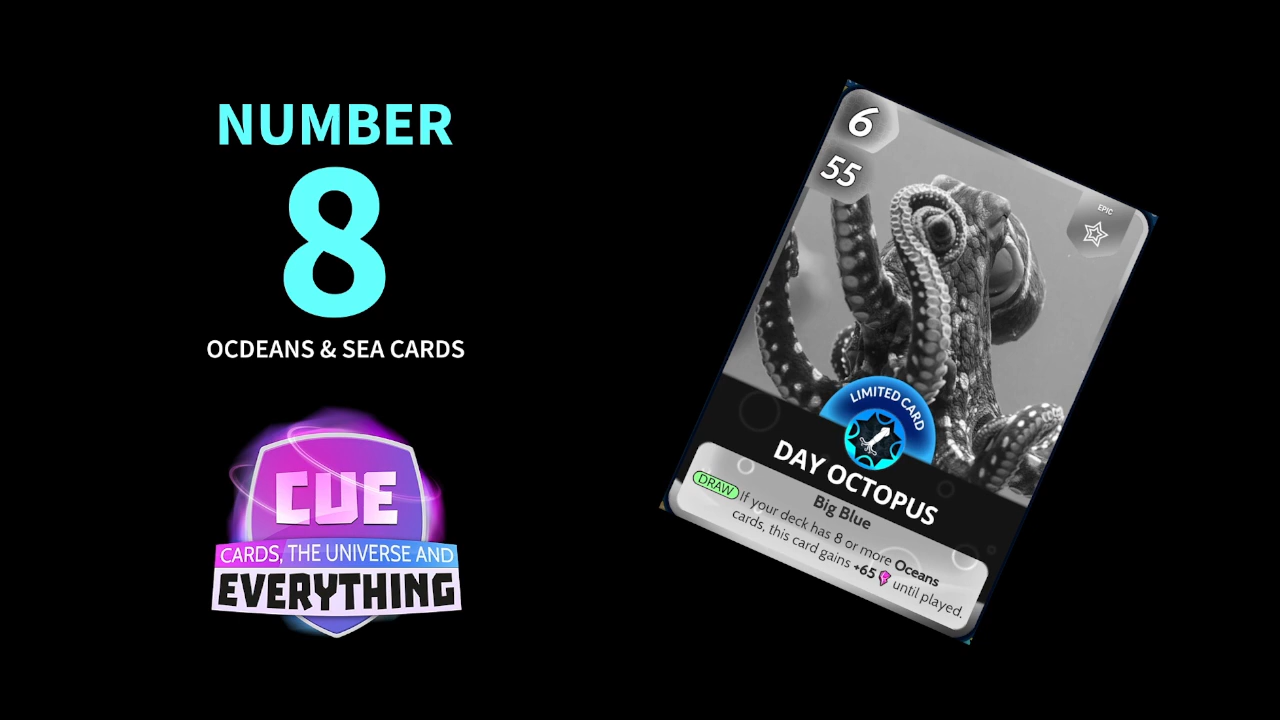 NUMBER
8
OCDEANS & SEA CARDS
CUE
CARDS, THE UNIVERSE AND
EVERYTHING
6
55
EPIC
LIMITED CARD
DAY OCTOPUS
Big Blue
DRAW If your deck has 8 or more Oceans
cards, this card gains +65 until played.